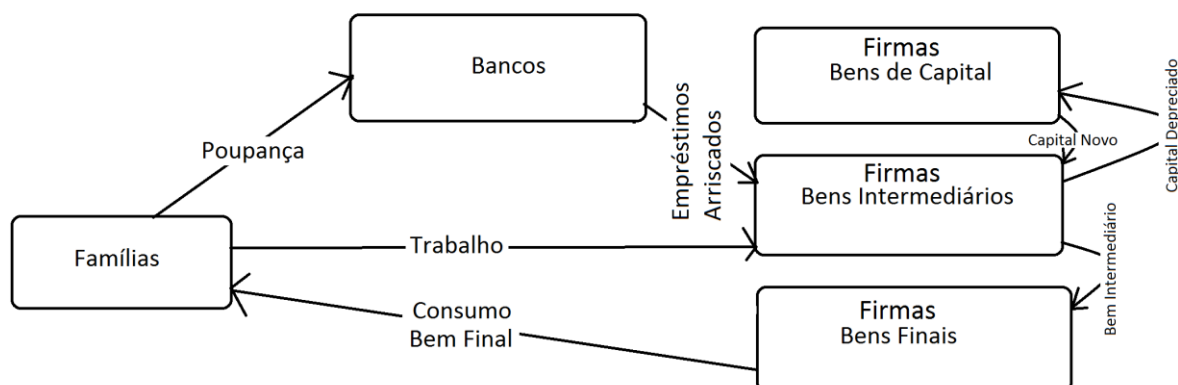 Bancos
Firmas
Bens de Capital
Capital Depreciado
Poupança
Empréstimos
Arriscados
Capital Novo
Firmas
Bens Intermediários
Famílias
Trabalho
Bem Intermediário
Consumo
Bem Final
Firmas
Bens Finais